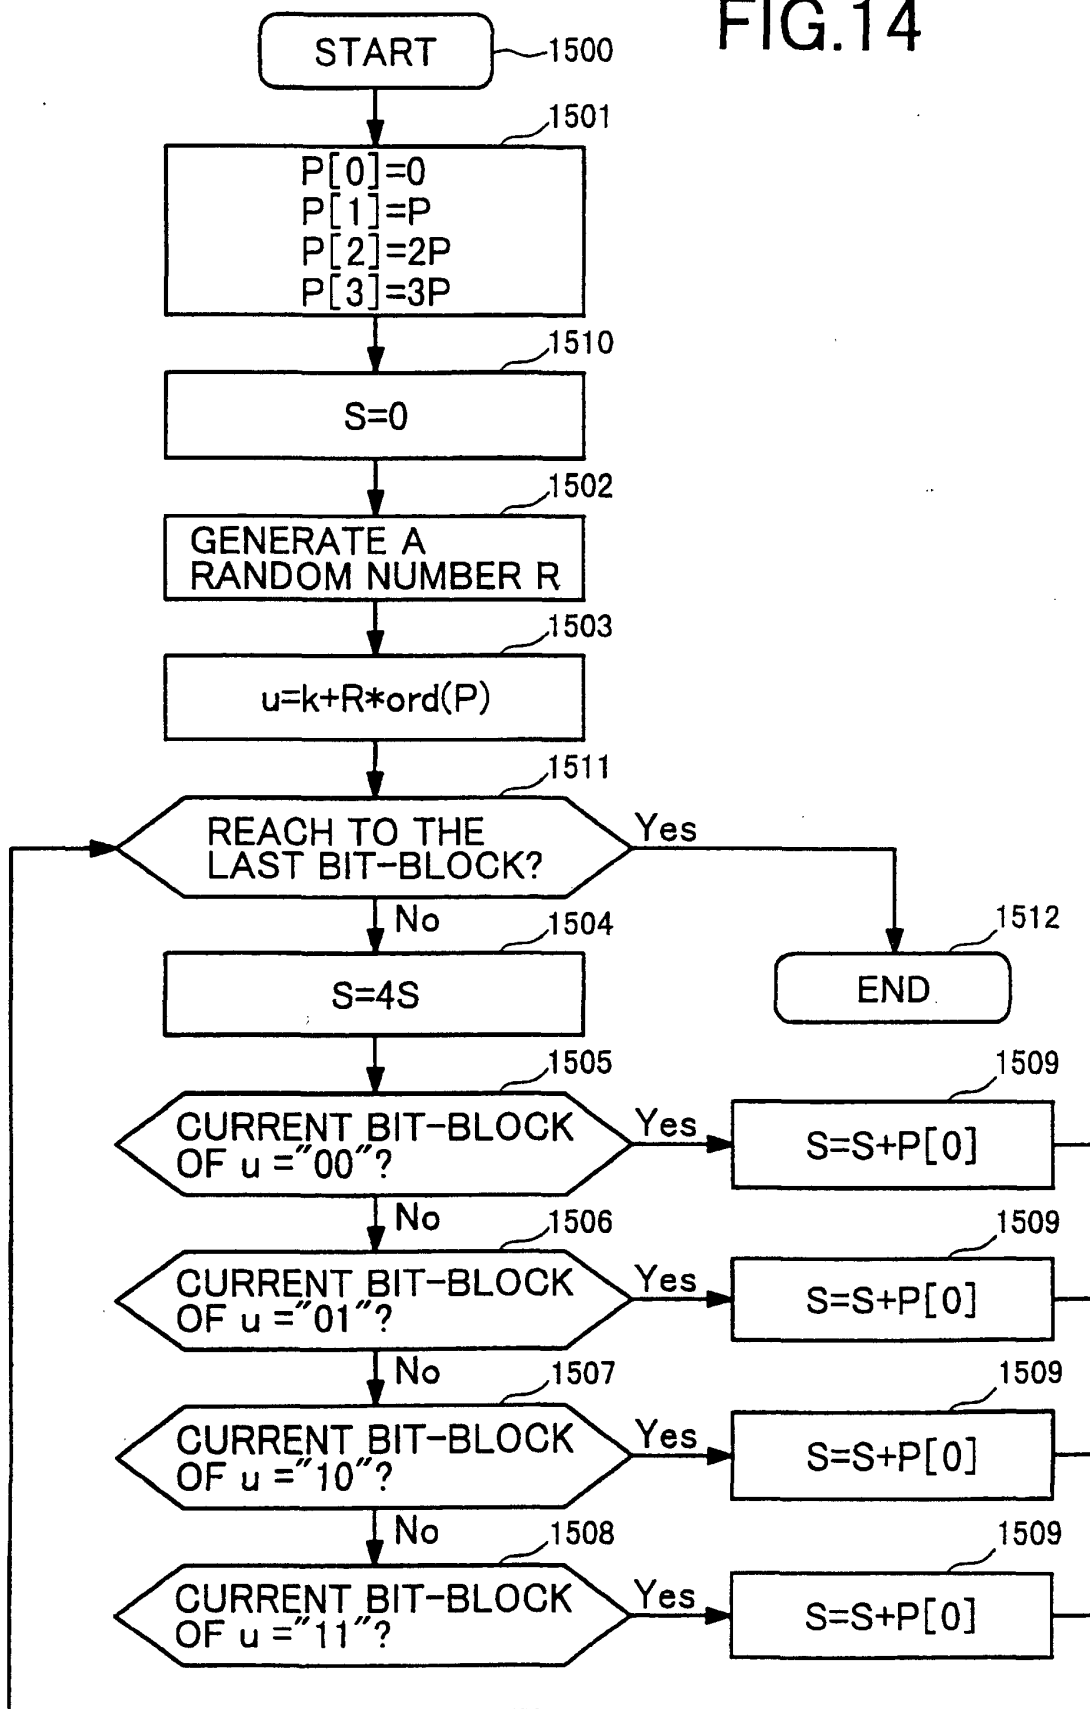 FIG.14
START
1500
1501
P[0]=0
P[1]=P
P[2]=2P
P[3]=3P
1510
S=0
1502
GENERATE A
RANDOM NUMBER R
1503
u=k+R*ord(P)
1511
REACH TO THE
LAST BIT-BLOCK?
Yes
No
1504
S=4S
1512
END
1505
CURRENT BIT-BLOCK
OF u ="00"?
Yes
1509
S=S+P[0]
No
1506
CURRENT BIT-BLOCK
OF u ="01"?
Yes
1509
S=S+P[0]
No
1507
CURRENT BIT-BLOCK
OF u ="10"?
Yes
1509
S=S+P[0]
No
1508
CURRENT BIT-BLOCK
OF u ="11"?
Yes
1509
S=S+P[0]